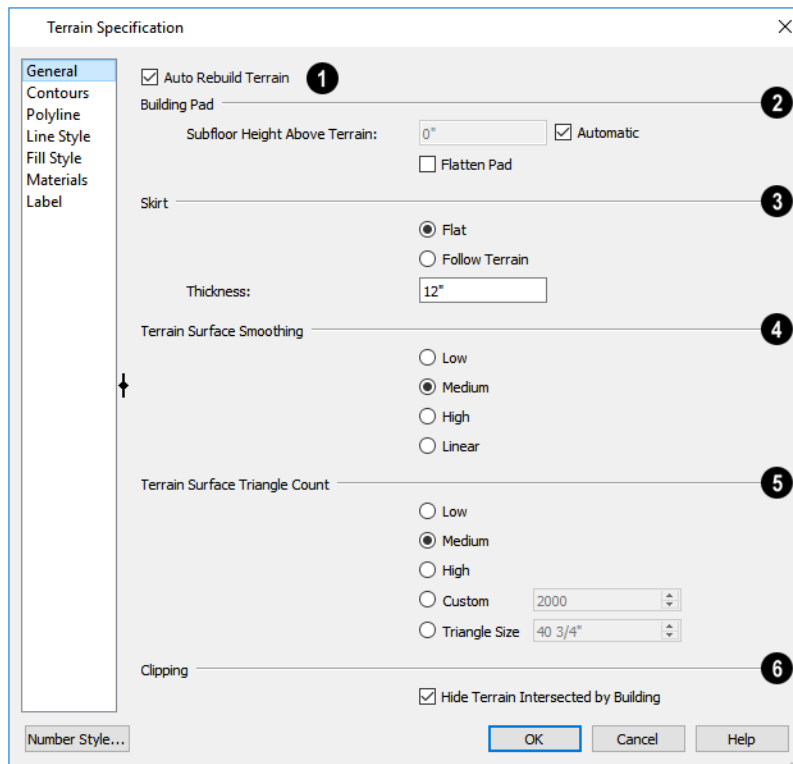 Terrain Specification
General
Contours
Polyline
Line Style
Fill Style
Materials
Label
Auto Rebuild Terrain 1
Building Pad 2
Subfloor Height Above Terrain: 0" Automatic
Flatten Pad
Skirt 3
Flat
Follow Terrain
Thickness: 12"
Terrain Surface Smoothing 4
Low
Medium
High
Linear
Terrain Surface Triangle Count 5
Low
Medium
High
Custom 2000
Triangle Size 40 3/4"
Clipping 6
Hide Terrain Intersected by Building
Number Style... OK Cancel Help